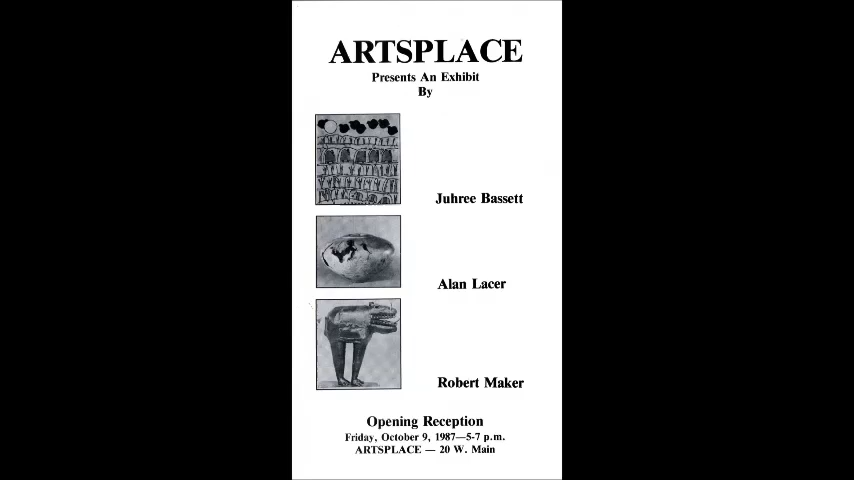 ARTSPLACE
Presents An Exhibit
By
Juhree Bassett
Alan Lacer
Robert Maker
Opening Reception
Friday, October 9, 1987—5-7 p.m.
ARTSPLACE — 20 W. Main